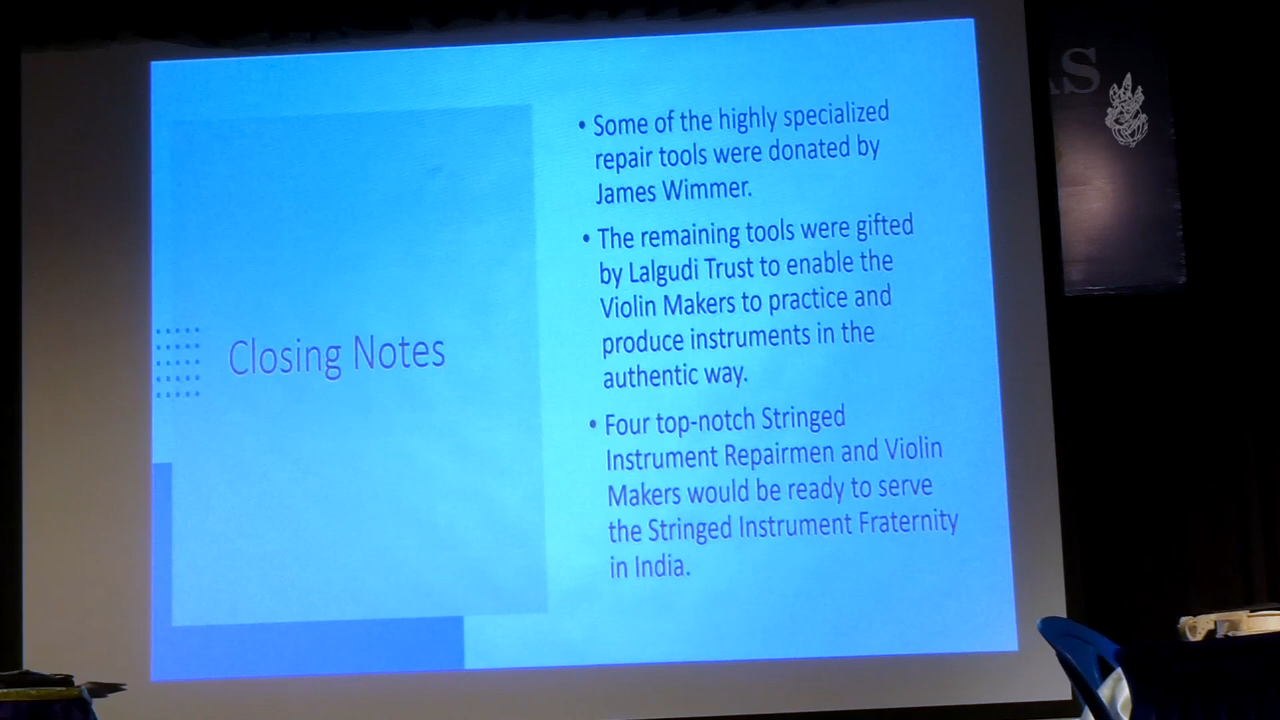 Closing Notes
• Some of the highly specialized
repair tools were donated by
James Wimmer.
• The remaining tools were gifted
by Lalgudi Trust to enable the
Violin Makers to practice and
produce instruments in the
authentic way.
• Four top-notch Stringed
Instrument Repairmen and Violin
Makers would be ready to serve
the Stringed Instrument Fraternity
in India.
AS